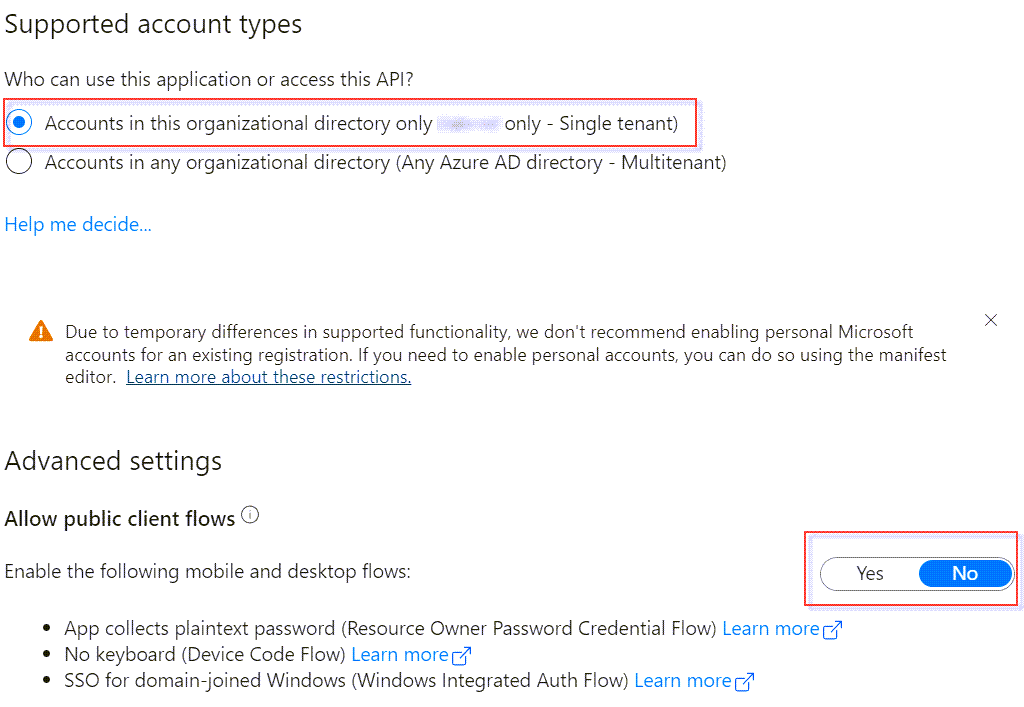 Supported account types
Who can use this application or access this API?
Accounts in this organizational directory only only - Single tenant)
Accounts in any organizational directory (Any Azure AD directory - Multitenant)
Help me decide...
Due to temporary differences in supported functionality, we don't recommend enabling personal Microsoft
accounts for an existing registration. If you need to enable personal accounts, you can do so using the manifest
editor. Learn more about these restrictions.
Advanced settings
Allow public client flows
Enable the following mobile and desktop flows:
Yes No
App collects plaintext password (Resource Owner Password Credential Flow) Learn more
No keyboard (Device Code Flow) Learn more
SSO for domain-joined Windows (Windows Integrated Auth Flow) Learn more